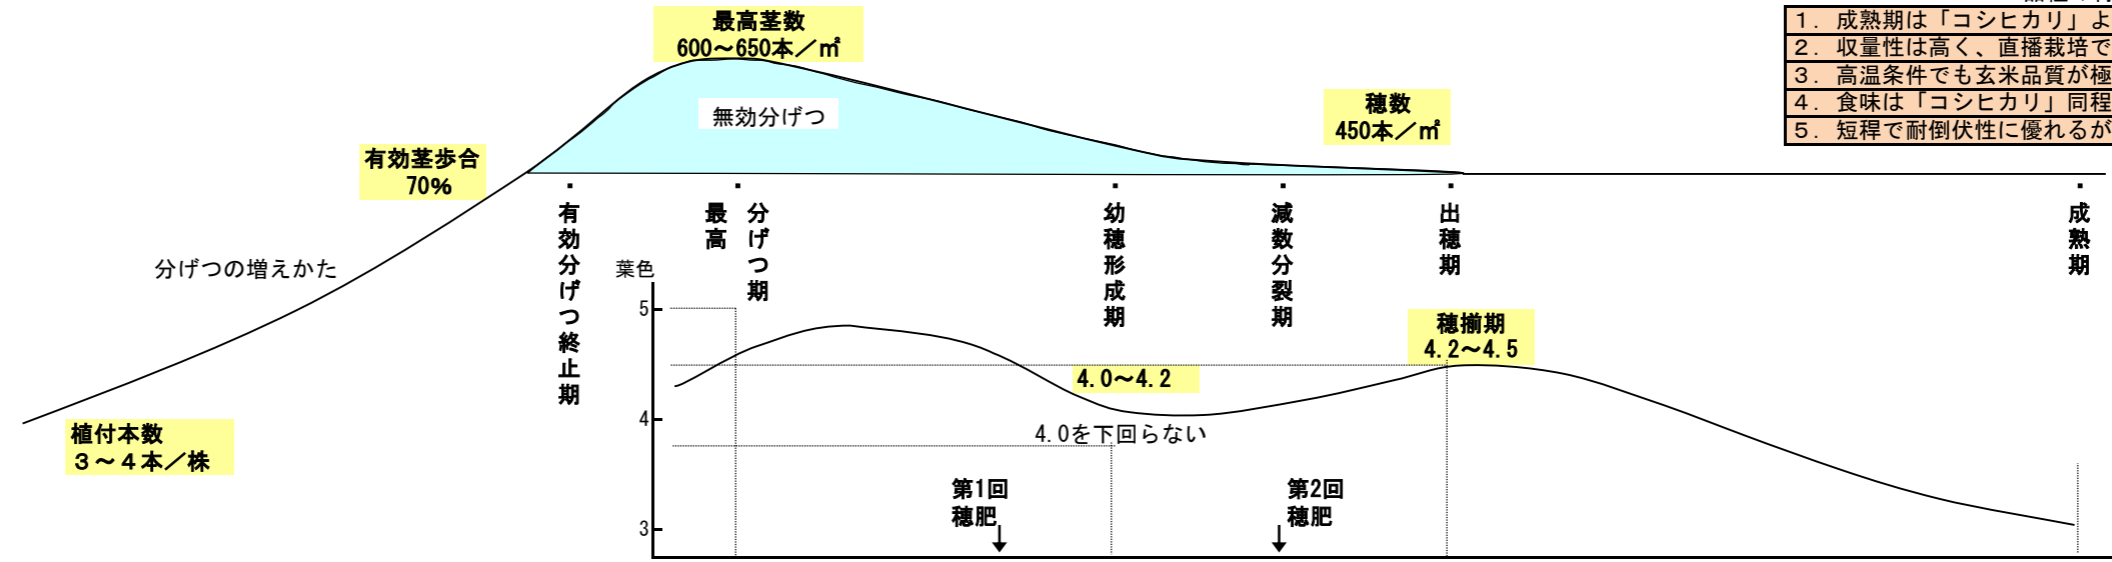 最高茎数
600～650本／㎡
無効分げつ
穂数
450本／㎡
1. 成熟期は「コシヒカリ」よ
2. 収量性は高く、直播栽培で
3. 高温条件でも玄米品質が極
4. 食味は「コシヒカリ」同程
5. 短稈で耐倒伏性に優れるが
有効茎歩合
70%
分げつの増えかた
植付本数
3～4本／株
有効分げつ終止期
最高
分げつ期
幼穂形成期
減数分裂期
出穂期
成熟期
葉色
5
4
3
穂揃期
4.2～4.5
4.0～4.2
4.0を下回らない
第1回
穂肥
第2回
穂肥